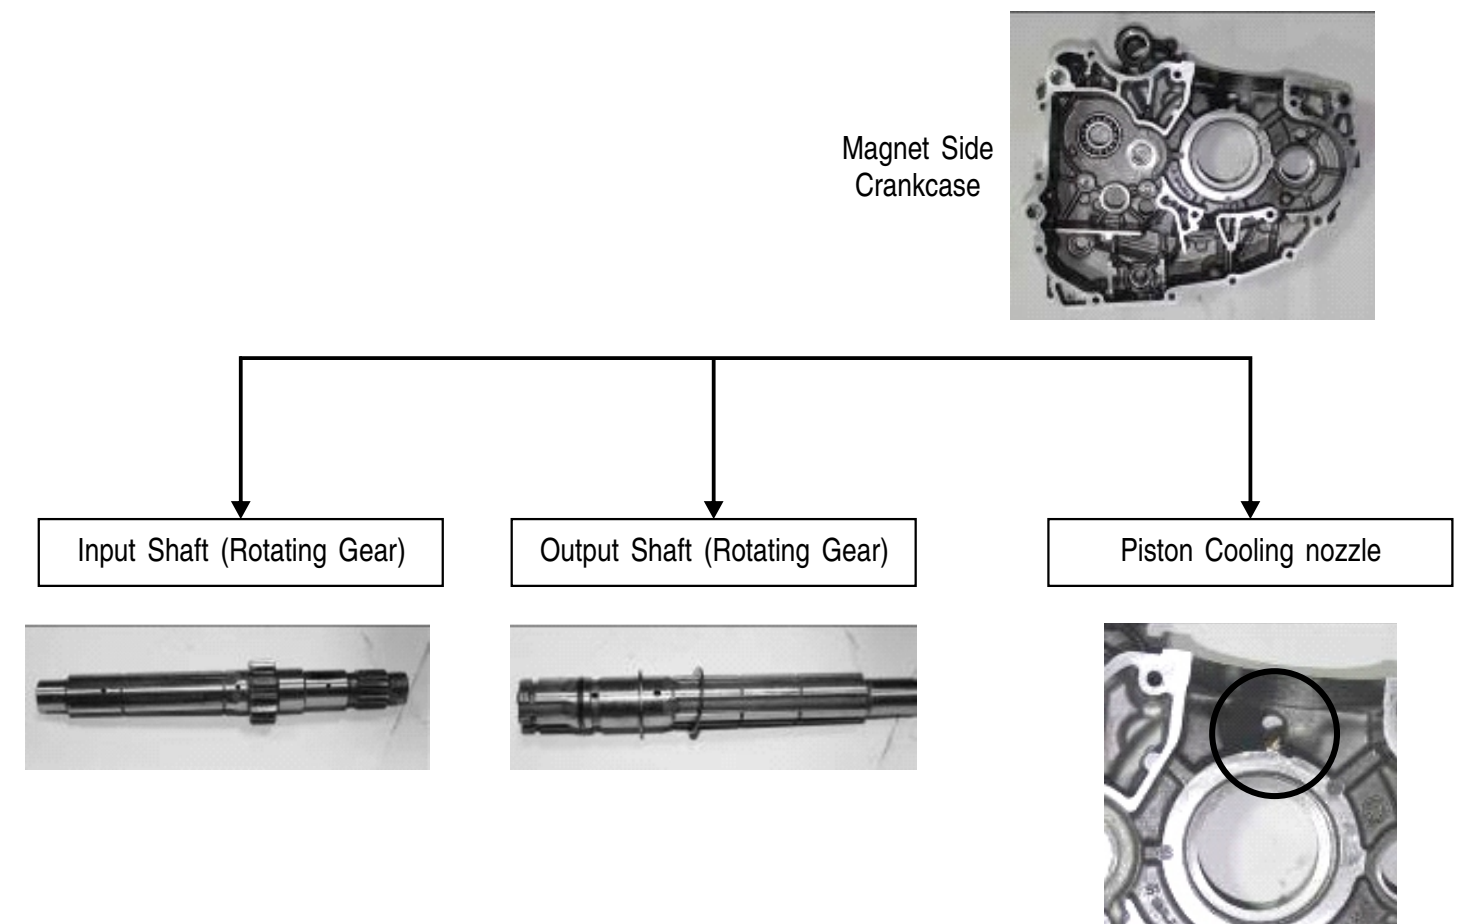 Magnet Side
Crankcase
Input Shaft (Rotating Gear)
Output Shaft (Rotating Gear)
Piston Cooling nozzle